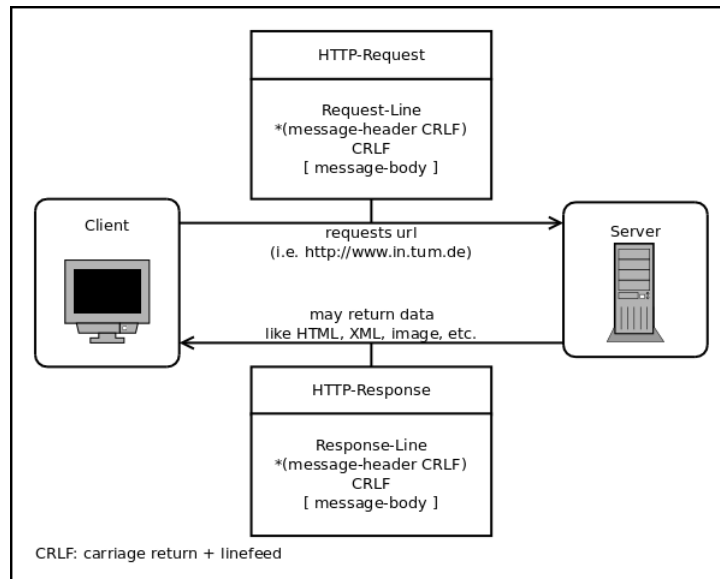 HTTP-Request
Request-Line
*(message-header CRLF)
CRLF
[ message-body ]
Client
Server
requests url
(i.e. http://www.in.tum.de)
may return data
like HTML, XML, image, etc.
HTTP-Response
Response-Line
*(message-header CRLF)
CRLF
[ message-body ]
CRLF: carriage return + linefeed